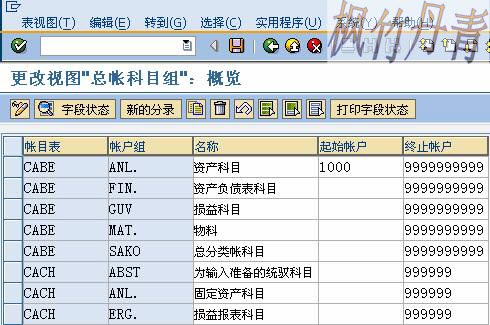 表视图(T) 编辑(E) 转到(G) 选择(C) 实用程序(U) 系统(Y) 帮助(H)
枫竹丹青
更改视图"总帐科目组": 概览
字段状态 新的分录 打印字段状态
帐目表 帐户组 名称 起始帐户 终止帐户
CABE ANL. 资产科目 1000 9999999999
CABE FIN. 资产负债表科目 9999999999
CABE GUV 损益科目 9999999999
CABE MAT. 物料 9999999999
CABE SAKO 总分类帐科目 9999999999
CACH ABST 为输入准备的统驭科目 999999
CACH ANL. 固定资产科目 999999
CACH ERG. 损益报表科目 999999